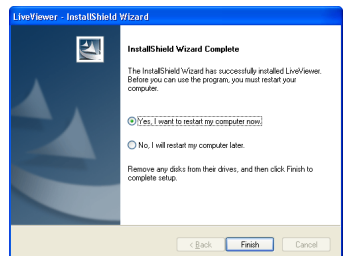 LiveViewer - InstallShield Wizard
InstallShield Wizard Complete
The InstallShield Wizard has successfully installed LiveViewer.
Before you can use the program, you must restart your
computer.
Yes, I want to restart my computer now.
No, I will restart my computer later.
Remove any disks from their drives, and then click Finish to
complete setup.
< Back Finish Cancel